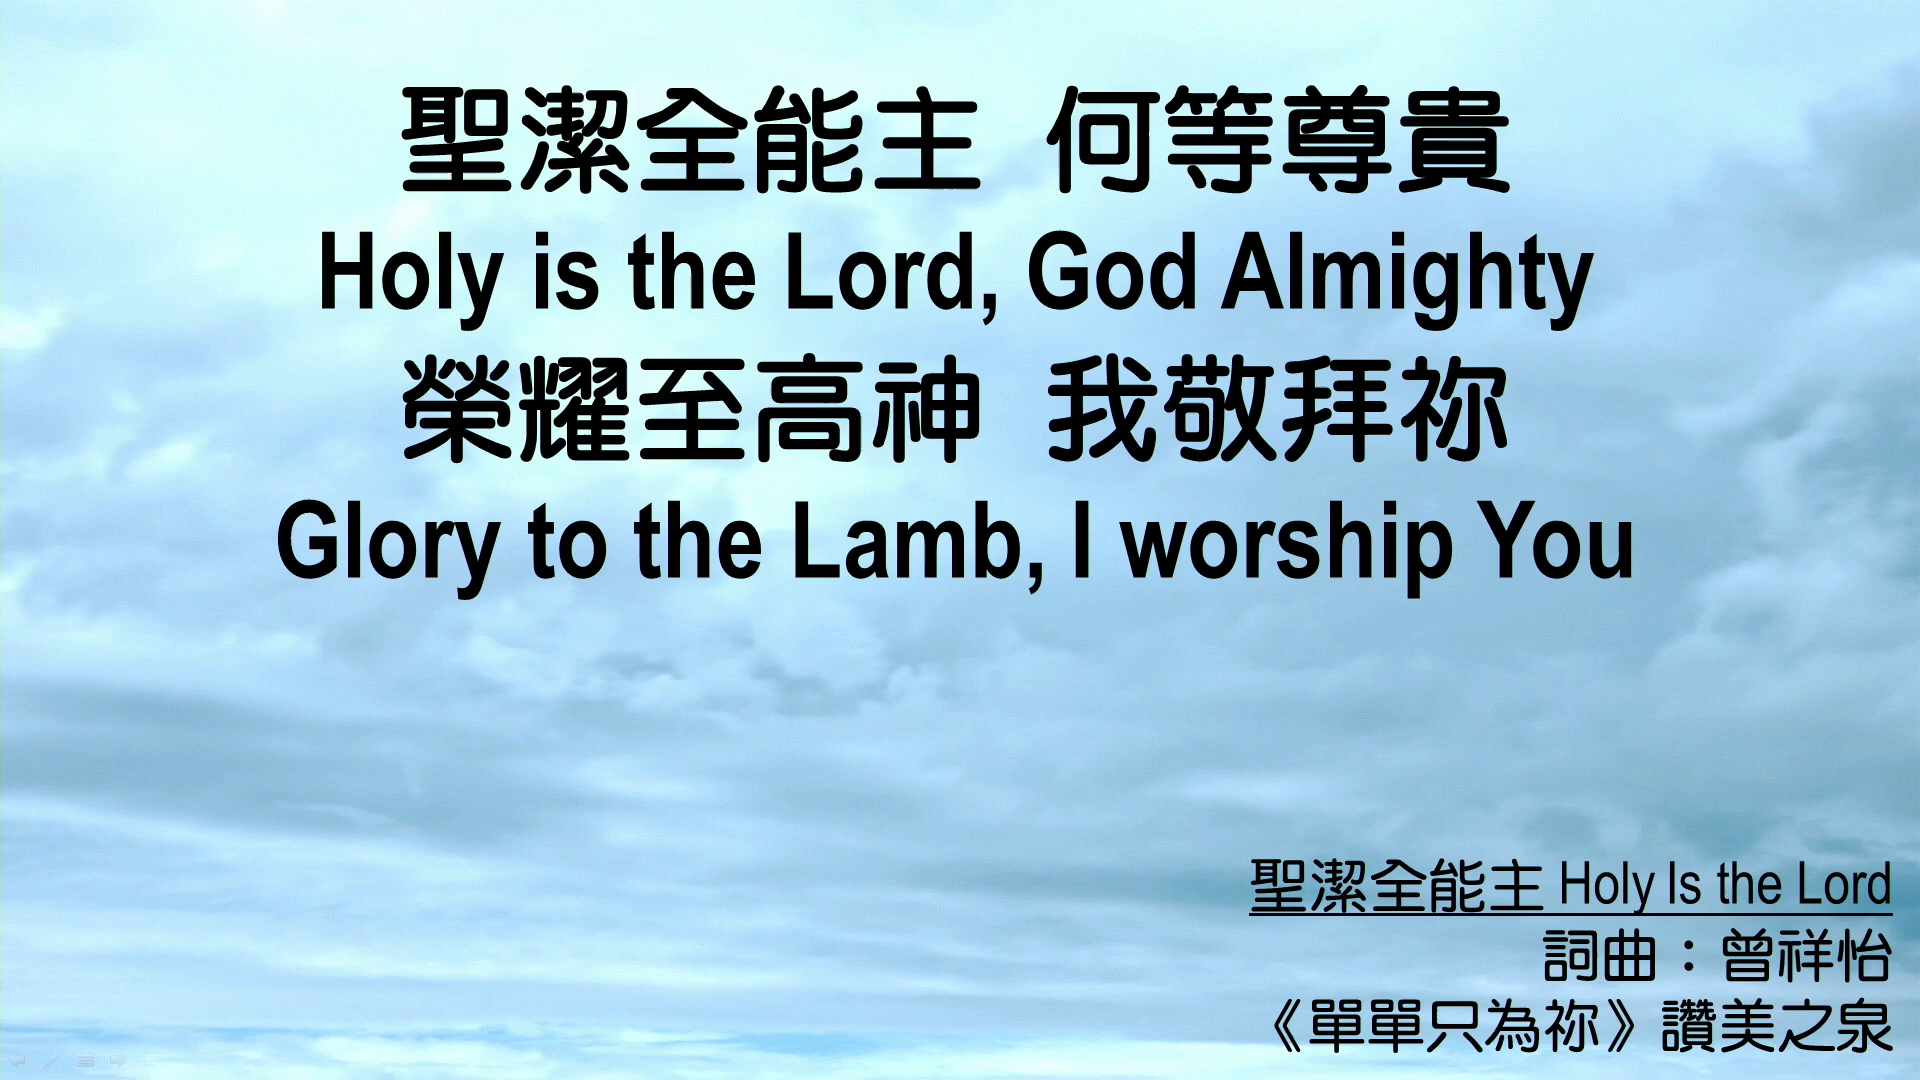 聖潔全能主 何等尊貴
Holy is the Lord, God Almighty
榮耀至高神 我敬拜祢
Glory to the Lamb, I worship You
聖潔全能主 Holy Is the Lord
詞曲：曾祥怡
《單單只為祢》讚美之泉